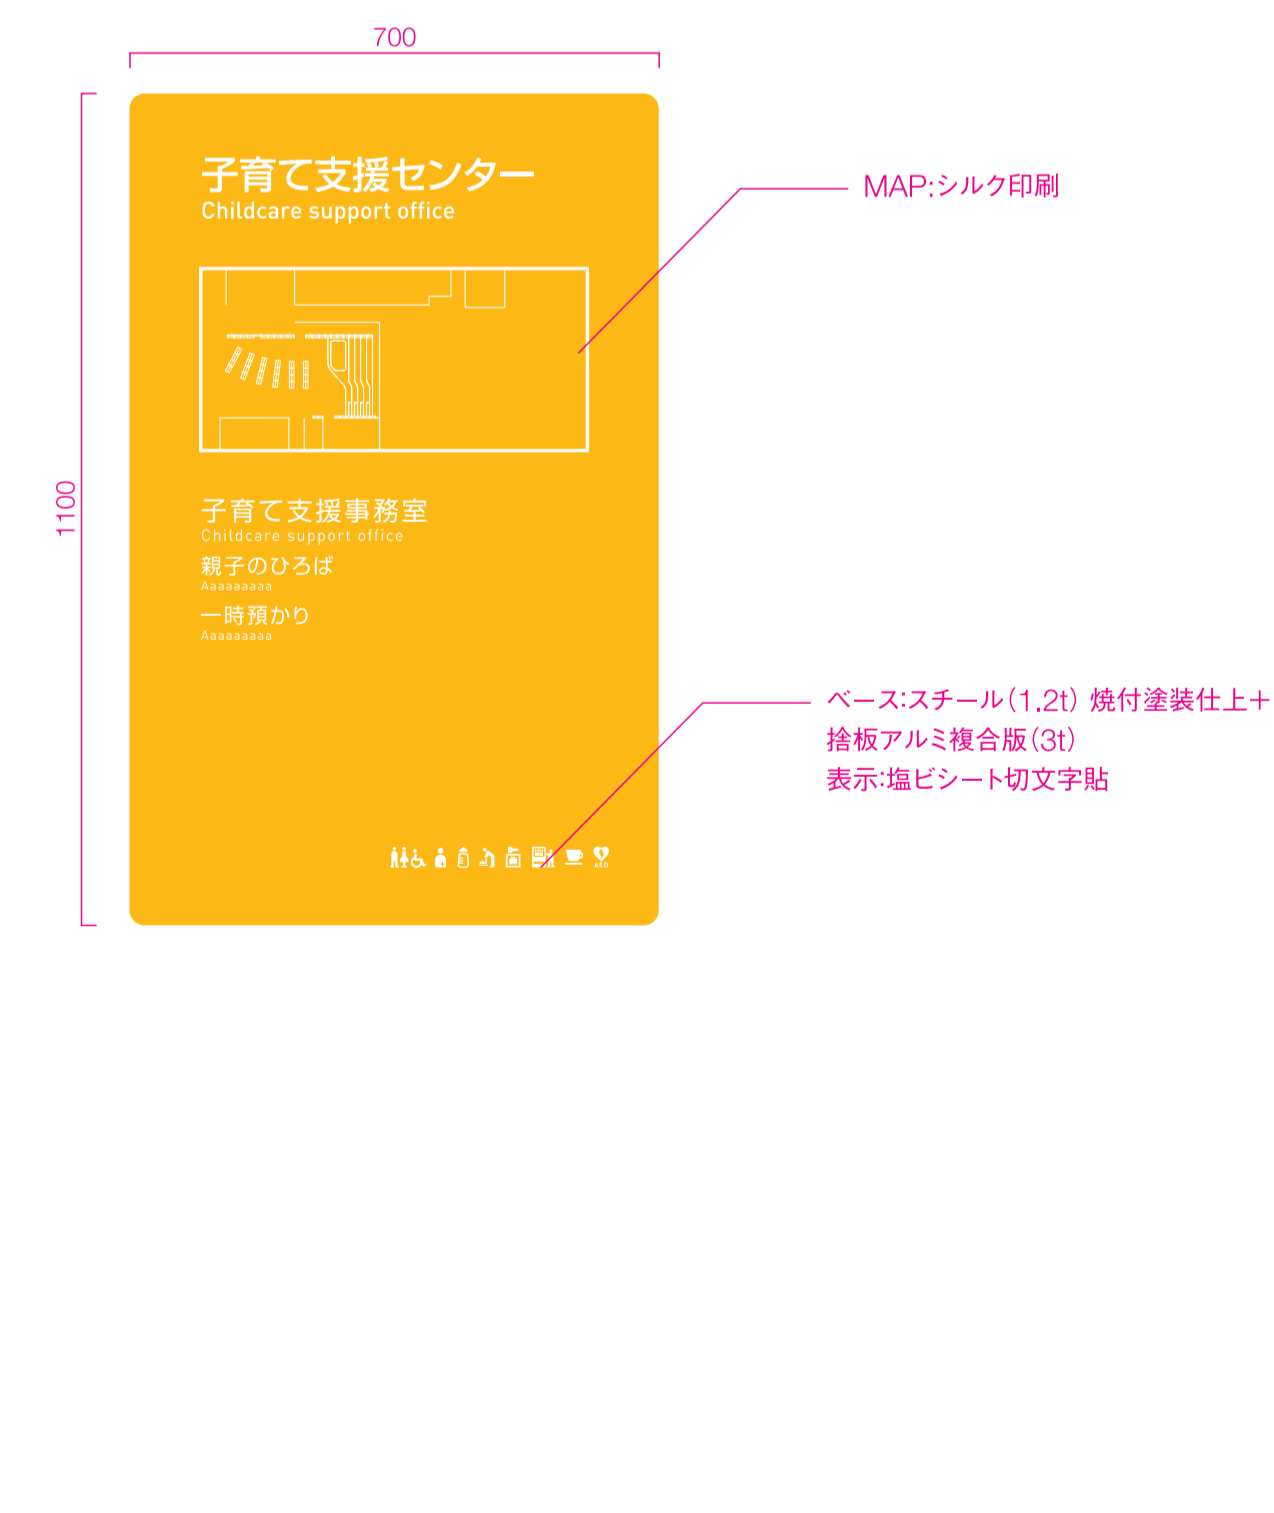 700
1100
子育て支援センター
Childcare support office
MAP:シルク印刷
子育て支援事務室
Childcare support office
親子のひろば
Aaaaaaaaa
一時預かり
Aaaaaaaaa
ベース:スチール(1.2t) 焼付塗装仕上+
捨板アルミ複合版(3t)
表示:塩ビシート切文字貼
AED